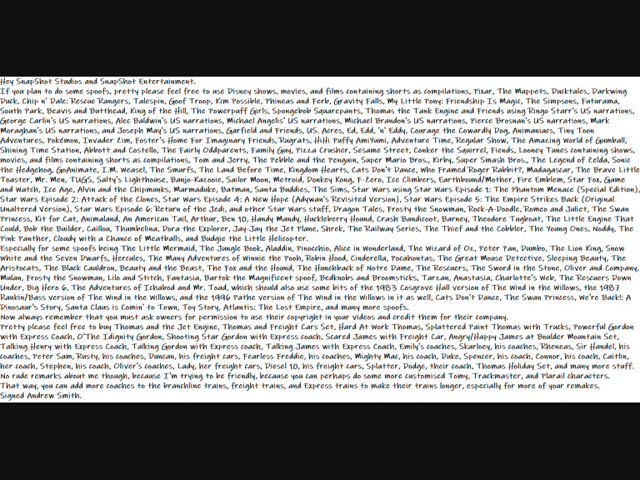 Hey SnapShot Studios and SnapShot Entertainment.
If you plan to do some spoofs, pretty please feel free to use Disney shows, movies, and films containing shorts as compilations, Pixar, The Muppets, Ducktales, Darkwing
Duck, Chip n' Dale: Rescue Rangers, Talespin, Goof Troop, Kim Possible, Phineas and Ferb, Gravity Falls, My Little Pony: Friendship Is Magic, The Simpsons, Futurama,
South Park, Beavis and Butthead, King of the Hill, The Powerpuff Girls, Spongebob Squarepants, Thomas the Tank Engine and Friends using Ringo Starr's US narrations,
George Carlin's US narrations, Alec Baldwin's US narrations, Michael Angelis' US narrations, Michael Brandon's US narrations, Pierce Brosnan's US narrations, Mark
Moraghan's US narrations, and Joseph May's US narrations, Garfield and Friends, US. Acres, Ed, Edd, 'n' Eddy, Courage the Cowardly Dog, Animaniacs, Tiny Toon
Adventures, Pokémon, Invader Zim, Foster's Home For Imaginary Friends, Rugrats, HiHi Puffy AmiYumi, Adventure Time, Regular Show, The Amazing World of Gumball,
Shining Time Station, Abbott and Costello, The Fairly Oddparents, Family Guy, Pizza Crusher, Sesame Street, Conker the Squirrel, Fionds, Looney Tunes containing shorts,
movies, and films containing shorts as compilations, Tom and Jerry, The Pebble and the Penguin, Super Mario Bros., Kirby, Super Smash Bros., The Legend of Zelda, Sonic
the Hedgehog, GoAnimate, I.M. Weasel, The Smurfs, The Land Before Time, Kingdom Hearts, Cats Don't Dance, Who Framed Roger Rabbit?, Madagascar, The Brave Little
Toaster, Mr. Men, TUGS, Salty's Lighthouse, Banjo-Kazooie, Sailor Moon, Metroid, Donkey Kong, F-Zero, Ice Climbers, Earthbound/Mother, Fire Emblem, Star Fox, Game
and Watch, Ice Age, Alvin and the Chipmunks, Marmaduke, Batman, Santa Buddies, The Sims, Star Wars using Star Wars Episode 1: The Phantom Menace (Special Edition),
Star Wars Episode 2: Attack of the Clones, Star Wars Episode 4: A New Hope (Adywan's Revisited Version), Star Wars Episode 5: The Empire Strikes Back (Original
Unaltered Version), Star Wars Episode 6: Return of the Jedi, and other Star Wars stuff, Dragon Tales, Frosty the Snowman, Rock-A-Doodle, Romeo and Juliet, The Swan
Princess, Kit for Cat, Animaland, An American Tail, Arthur, Ben 10, Handy Mandy, Huckleberry Hound, Crash Bandicoot, Barney, Theodore Tugboat, The Little Engine That
Could, Bob the Builder, Caillou, Thumbelina, Dora the Explorer, Jay Jay the Jet Plane, Shrek, The Railway Series, The Thief and the Cobbler, The Young Ones, Noddy, The
Pink Panther, Cloudy with a Chance of Meatballs, and Budgie the Little Helicopter.
Especially for some spoofs being The Little Mermaid, The Jungle Book, Aladdin, Pinocchio, Alice in Wonderland, The Wizard of Oz, Peter Pan, Dumbo, The Lion King, Snow
White and the Seven Dwarfs, Hercules, The Many Adventures of Winnie the Pooh, Robin Hood, Cinderella, Pocahontas, The Great Mouse Detective, Sleeping Beauty, The
Aristocats, The Black Cauldron, Beauty and the Beast, The Fox and the Hound, The Hunchback of Notre Dame, The Rescuers, The Sword in the Stone, Oliver and Company,
Mulan, Frosty the Snowman, Lilo and Stitch, Fantasia, Bartok the Magnificent spoof, Bedknobs and Broomsticks, Tarzan, Anastasia, Charlotte's Web, The Rescuers Down
Under, Big Hero 6, The Adventures of Ichabod and Mr. Toad, which should also use some bits of the 1983 Cosgrove Hall version of The Wind in the Willows, the 1987
Rankin/Bass version of The Wind in the Willows, and the 1996 Pathe version of The Wind in the Willows in it as well, Cats Don't Dance, The Swan Princess, We're Back! A
Dinosaur's Story, Santa Claus is Comin' to Town, Toy Story, Atlantis: The Lost Empire, and many more spoofs.
Now always remember that you must ask owners for permission to use their copyright in your videos and credit them for their company.
Pretty please feel free to buy Thomas and the Jet Engine, Thomas and Freight Cars Set, Hard At Work Thomas, Splattered Paint Thomas with Trucks, Powerful Gordon
with Express Coach, O'The Idignity Gordon, Shooting Star Gordon with Express coach, Scared James with Freight Car, Angry/Happy James at Boulder Mountain Set,
Talking Henry with Express Coach, Talking Gordon with Express coach, Talking James with Express Coach, Emily's coaches, Skarloey, his coaches, Rheneas, Sir Handel, his
coaches, Peter Sam, Rusty, his coaches, Duncan, his freight cars, Fearless Freddie, his coaches, Mighty Mac, his coach, Duke, Spencer, his coach, Connor, his coach, Caitlin,
her coach, Stephen, his coach, Oliver's coaches, Lady, her freight cars, Diesel 10, his freight cars, Splatter, Dodge, their coach, Thomas Holiday Set, and many more stuff.
No rude remarks about me though, because I'm trying to be friendly, because you can perhaps do some more customised Tomy, Trackmaster, and Plarail characters.
That way, you can add more coaches to the branchline trains, freight trains, and Express trains to make their trains longer, especially for more of your remakes.
Signed Andrew Smith.